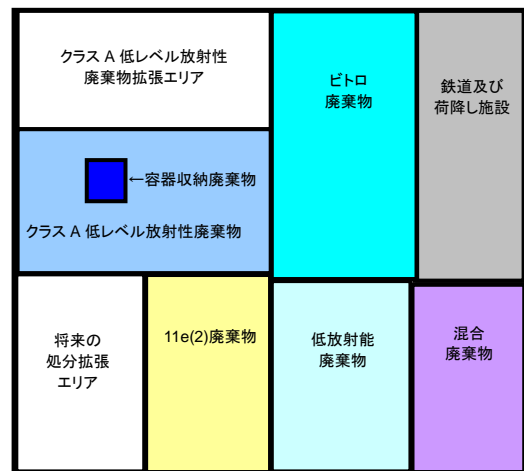 クラス A 低レベル放射性
廃棄物拡張エリア
ビトロ
廃棄物
鉄道及び
荷降し施設
←容器収納廃棄物
クラス A 低レベル放射性廃棄物
将来の
処分拡張
エリア
11e(2)廃棄物
低放射能
廃棄物
混合
廃棄物